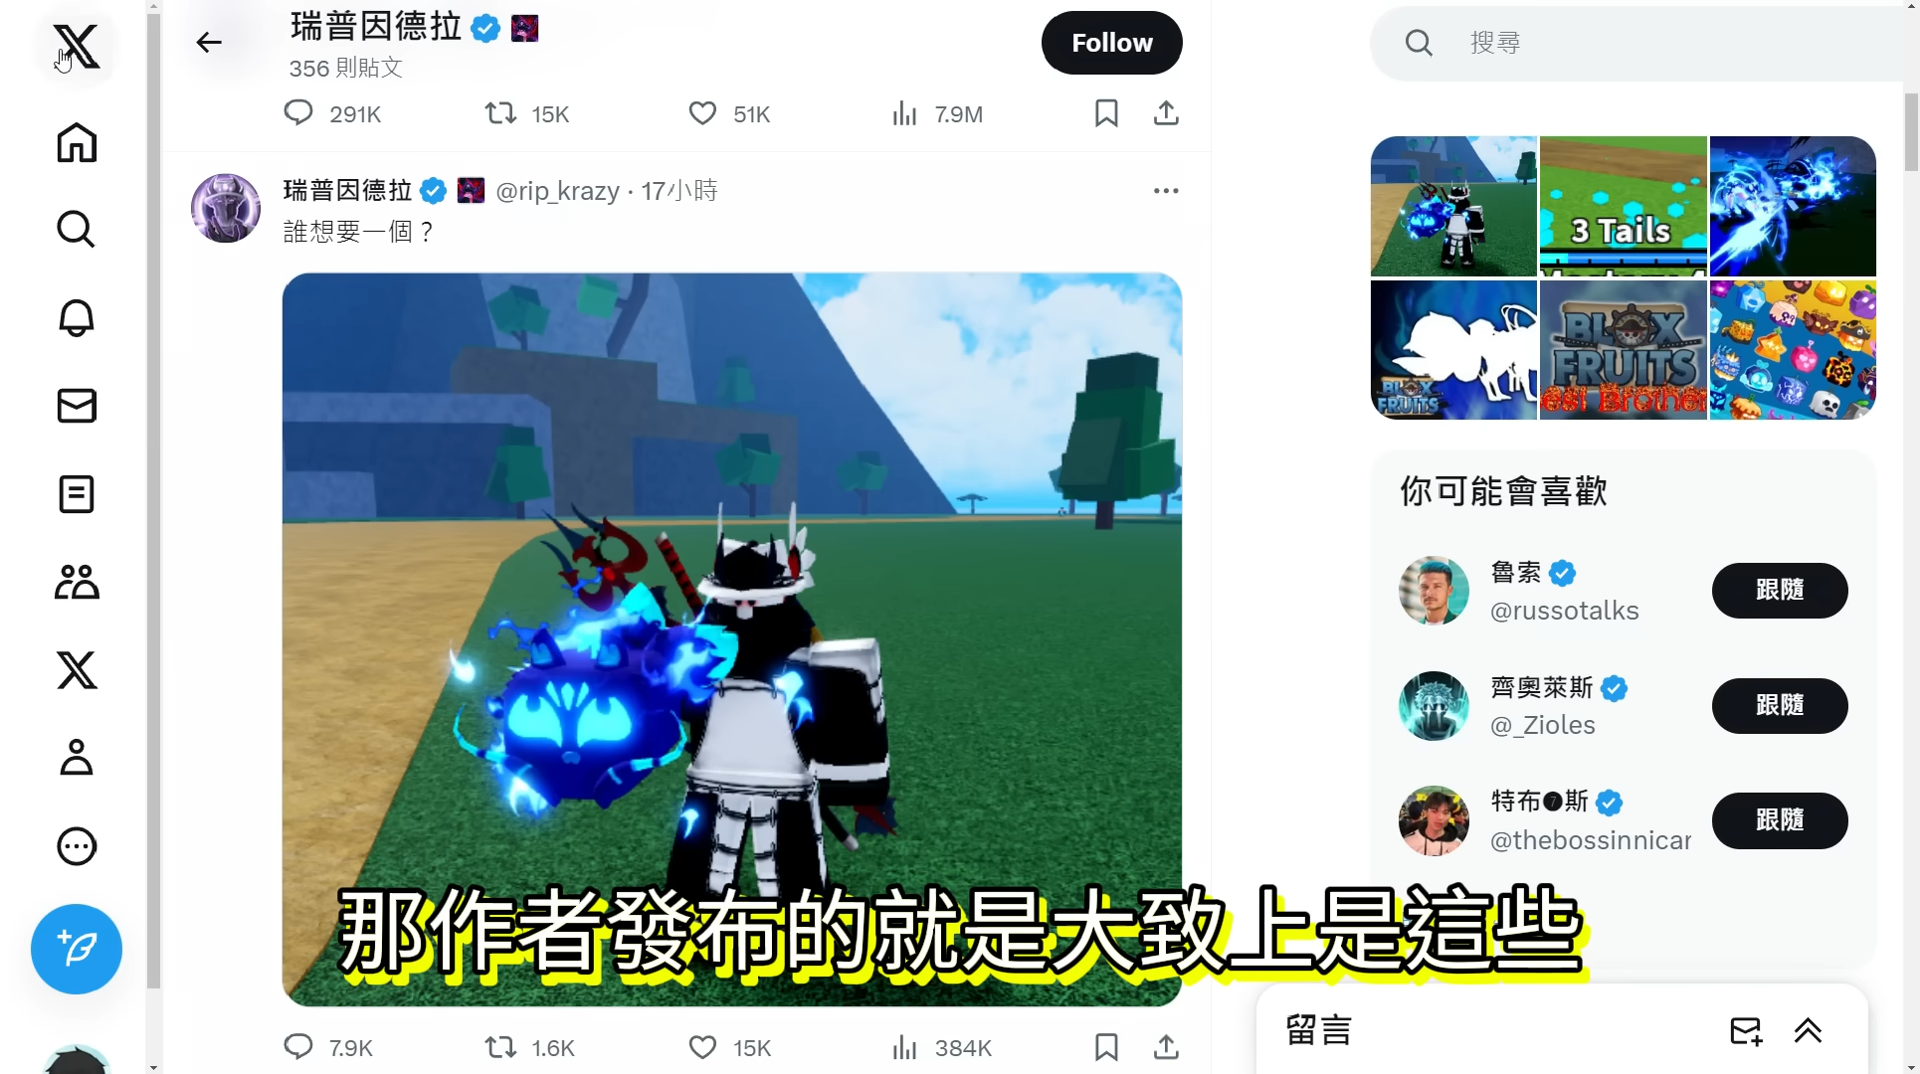 瑞普因德拉
356 則貼文
Follow
搜尋
291K
15K
51K
7.9M
瑞普因德拉 @rip_krazy · 17小時
誰想要一個？
3 Tails
BLOX FRUITS
BLOX FRUITS
你可能會喜歡
魯索
@russotalks
跟隨
齊奧萊斯
@_Zioles
跟隨
特布❼斯
@thebossinnicar
跟隨
那作者發布的就是大致上是這些
留言
7.9K
1.6K
15K
384K